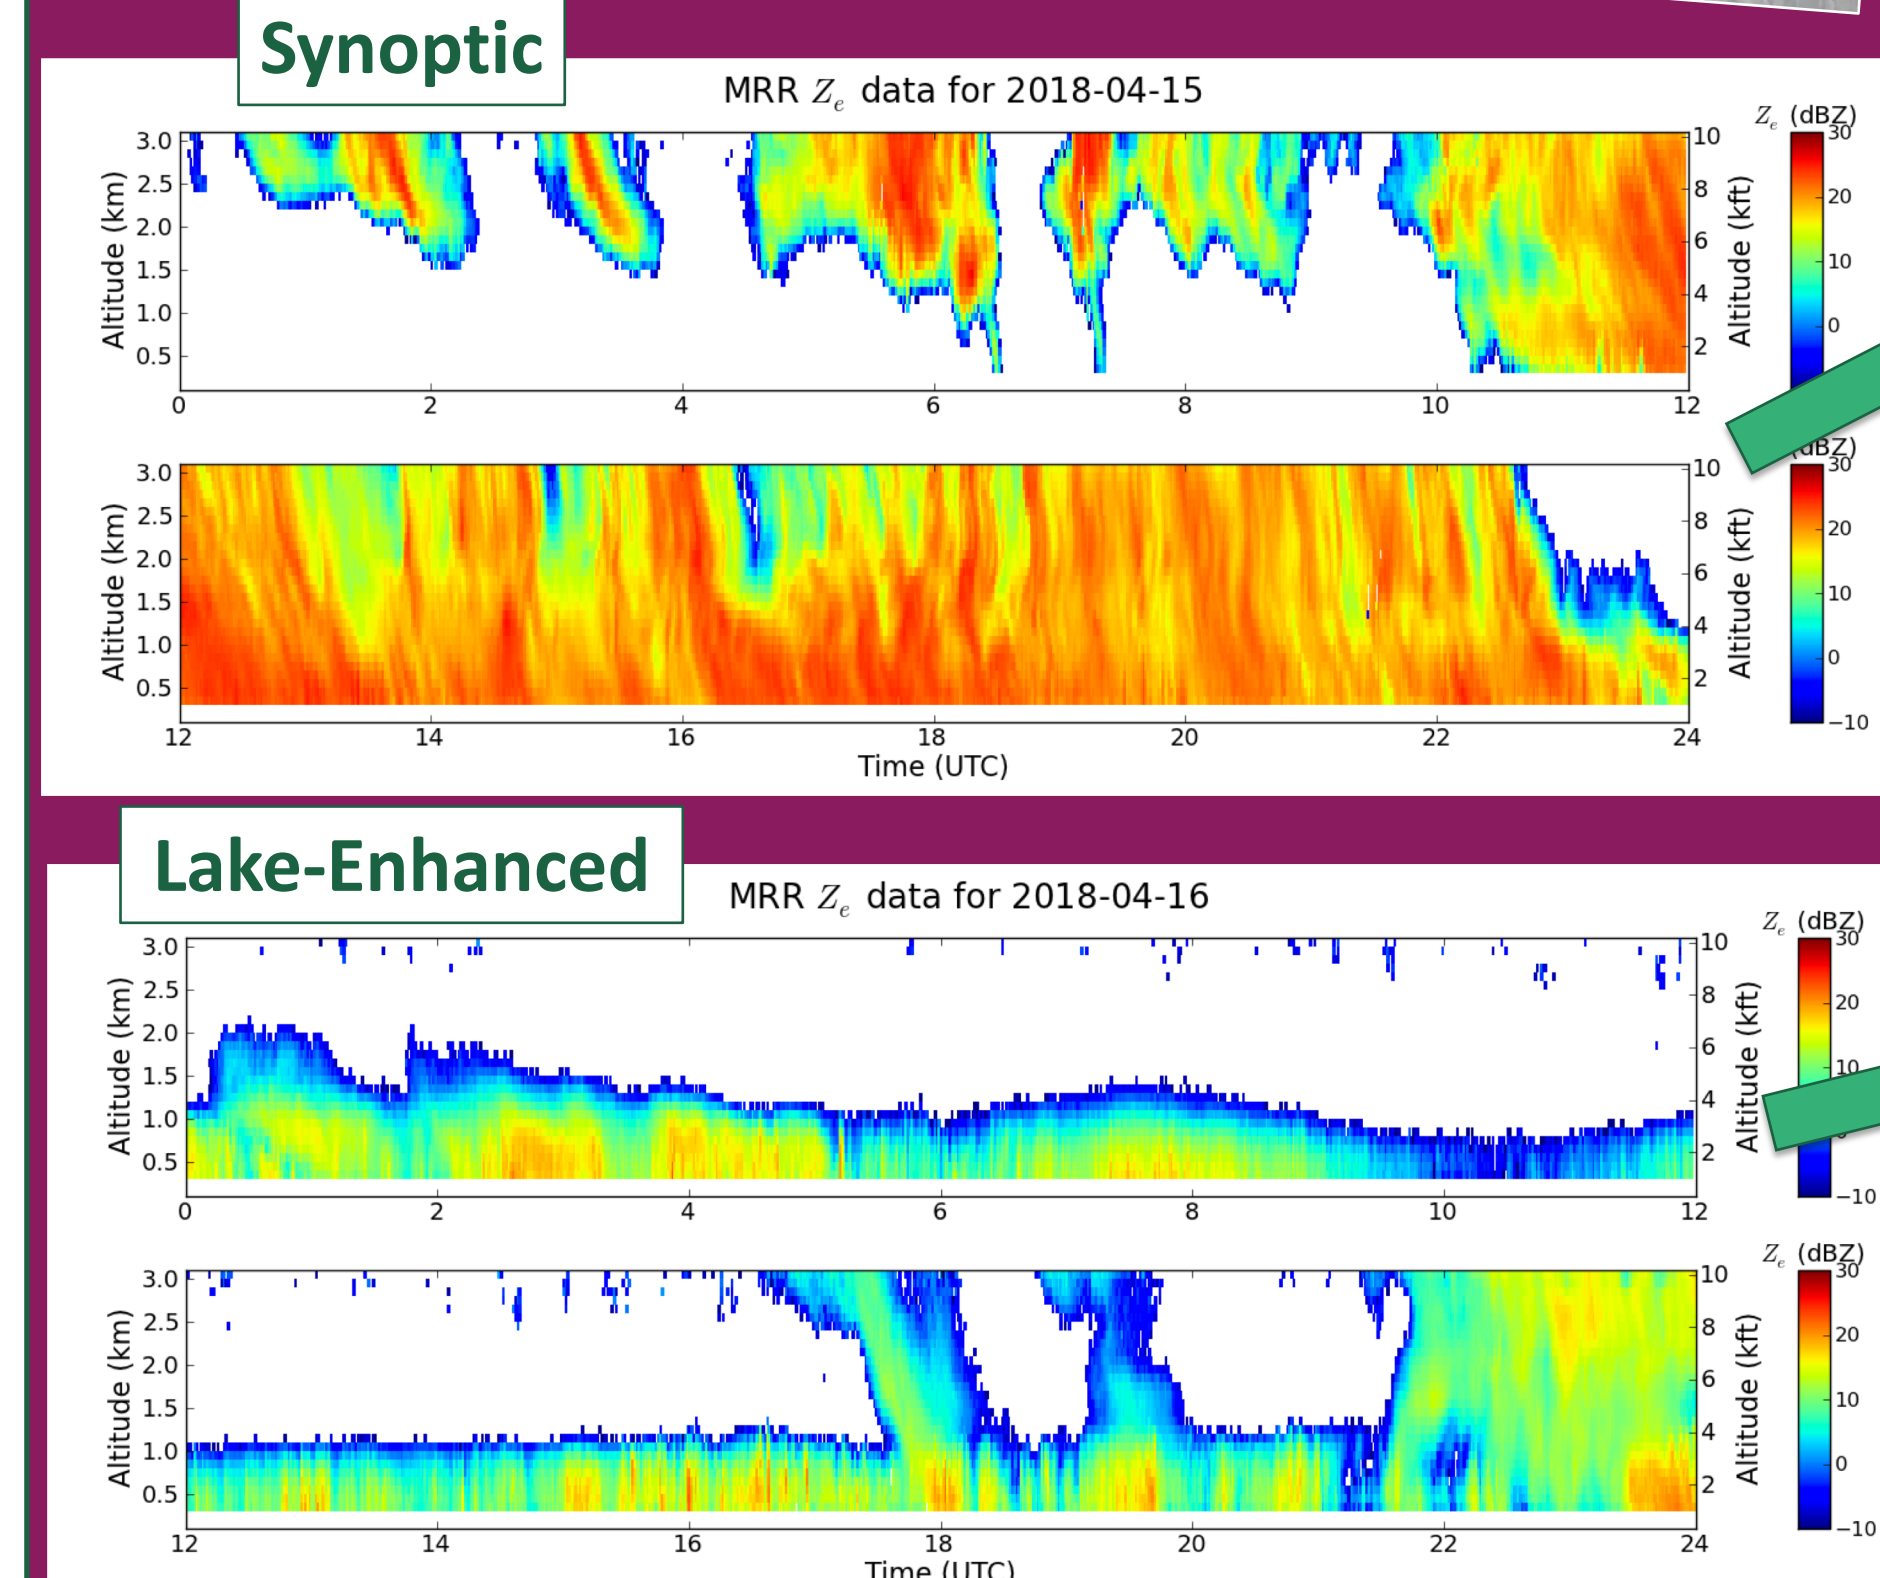 Synoptic
MRR Zₑ data for 2018-04-15
Zₑ (dBZ)
3.0
2.5
2.0
1.5
1.0
0.5
Altitude (km)
10
8
6
4
2
Altitude (kft)
30
20
10
0
0 2 4 6 8 10 12
dBZ)
3.0
2.5
2.0
1.5
1.0
0.5
Altitude (km)
10
8
6
4
2
Altitude (kft)
30
20
10
0
−10
12 14 16 18 20 22 24
Time (UTC)
Lake-Enhanced
MRR Zₑ data for 2018-04-16
Zₑ (dBZ)
3.0
2.5
2.0
1.5
1.0
0.5
Altitude (km)
10
8
6
4
2
Altitude (kft)
30
20
10
−10
0 2 4 6 8 10 12
Zₑ (dBZ)
3.0
2.5
2.0
1.5
1.0
0.5
Altitude (km)
10
8
6
4
2
Altitude (kft)
30
20
10
0
−10
12 14 16 18 20 22 24
Time (UTC)